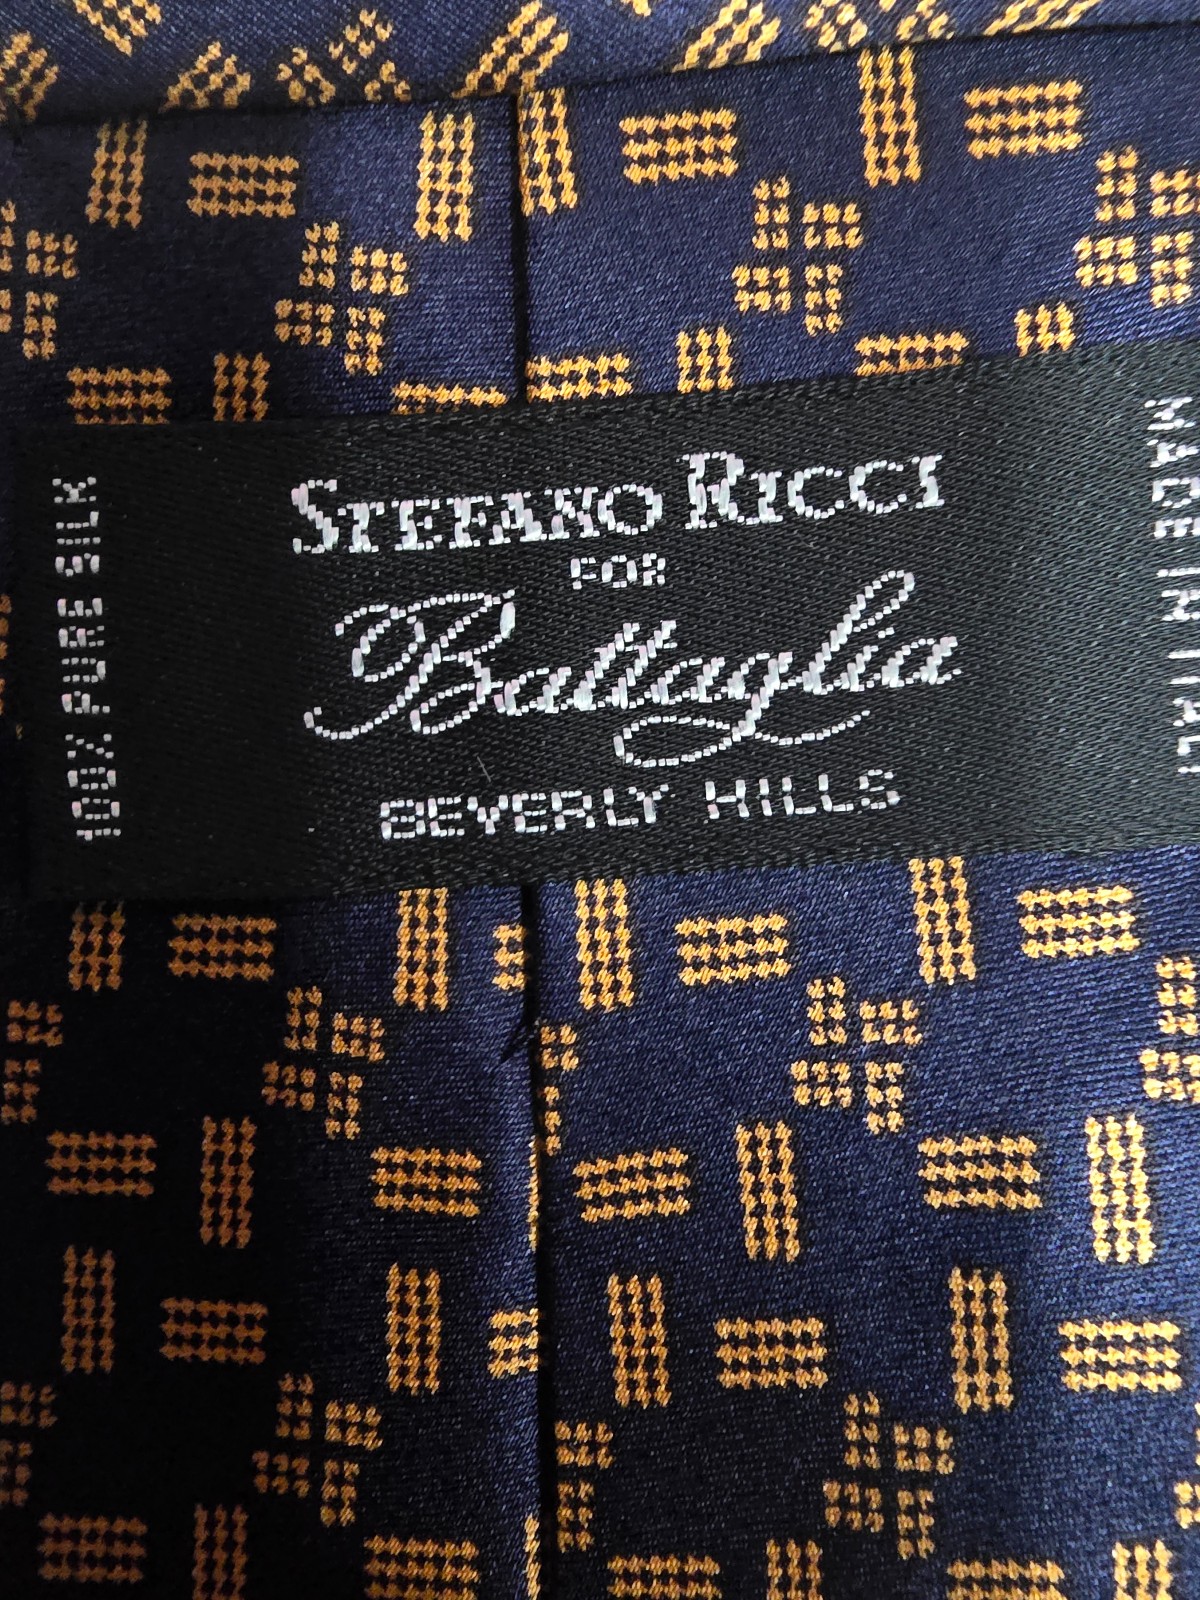 100% PURE SILK
STEFANO RICCI
FOR
Battaglia
BEVERLY HILLS
MADE IN ITALY